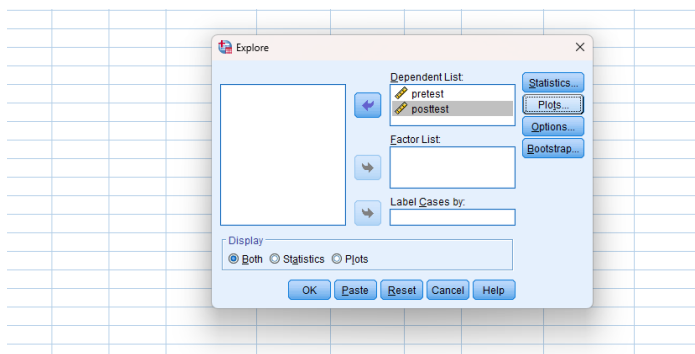 Explore
Dependent List:
pretest
posttest
Statistics...
Plots...
Options...
Bootstrap...
Factor List:
Label Cases by:
Display
Both Statistics Plots
OK Paste Reset Cancel Help